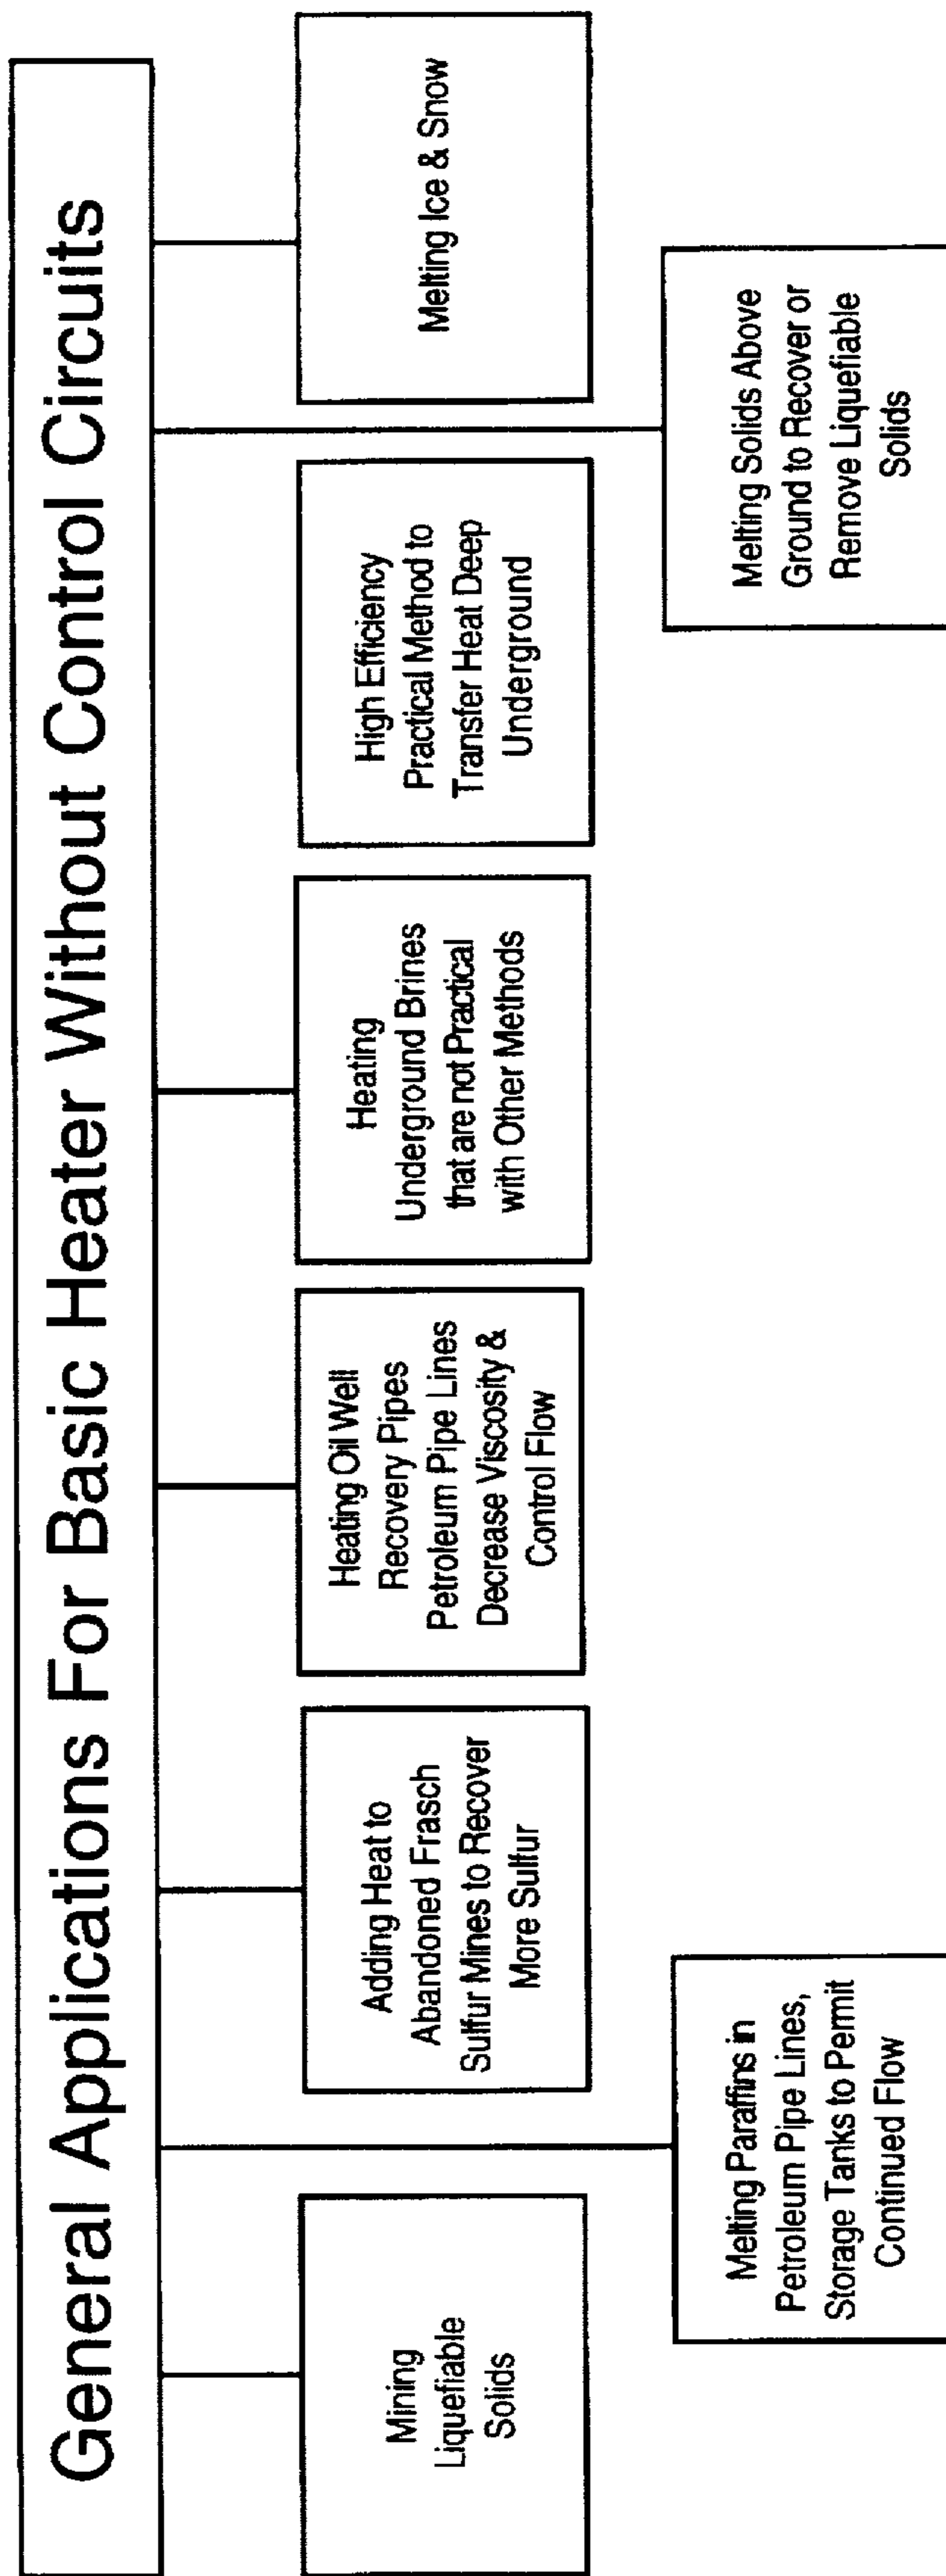 General Applications For Basic Heater Without Control Circuits
Mining
Liquefiable
Solids
Adding Heat to
Abandoned Frasch
Sulfur Mines to Recover
More Sulfur
Heating Oil Well
Recovery Pipes
Petroleum Pipe Lines
Decrease Viscosity &
Control Flow
Heating
Underground Brines
that are not Practical
with Other Methods
High Efficiency
Practical Method to
Transfer Heat Deep
Underground
Melting Ice & Snow
Melting Paraffins in
Petroleum Pipe Lines,
Storage Tanks to Permit
Continued Flow
Melting Solids Above
Ground to Recover or
Remove Liquefiable
Solids